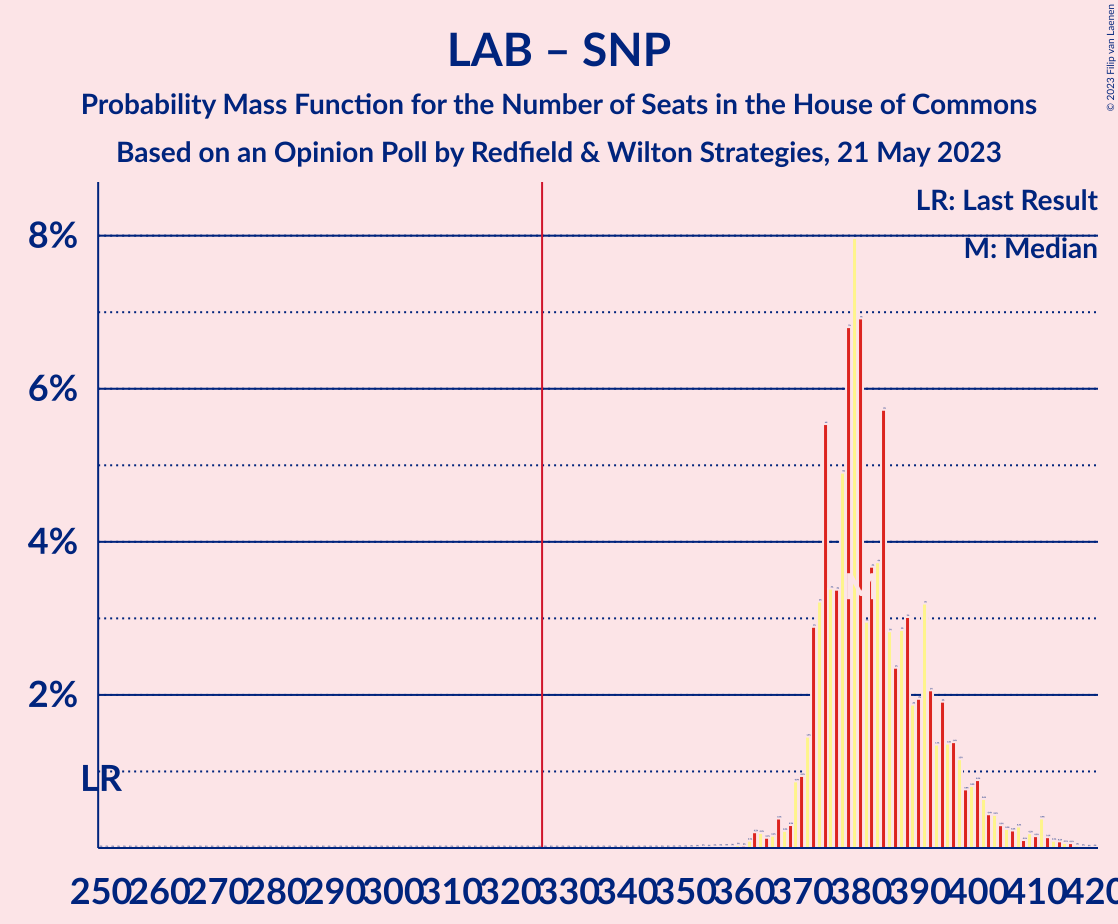 LAB – SNP
Probability Mass Function for the Number of Seats in the House of Commons
Based on an Opinion Poll by Redfield & Wilton Strategies, 21 May 2023
© 2023 Filip van Laenen
LR: Last Result
M: Median
8%
6%
4%
2%
LR
M
250 260 270 280 290 300 310 320 330 340 350 360 370 380 390 400 410 420